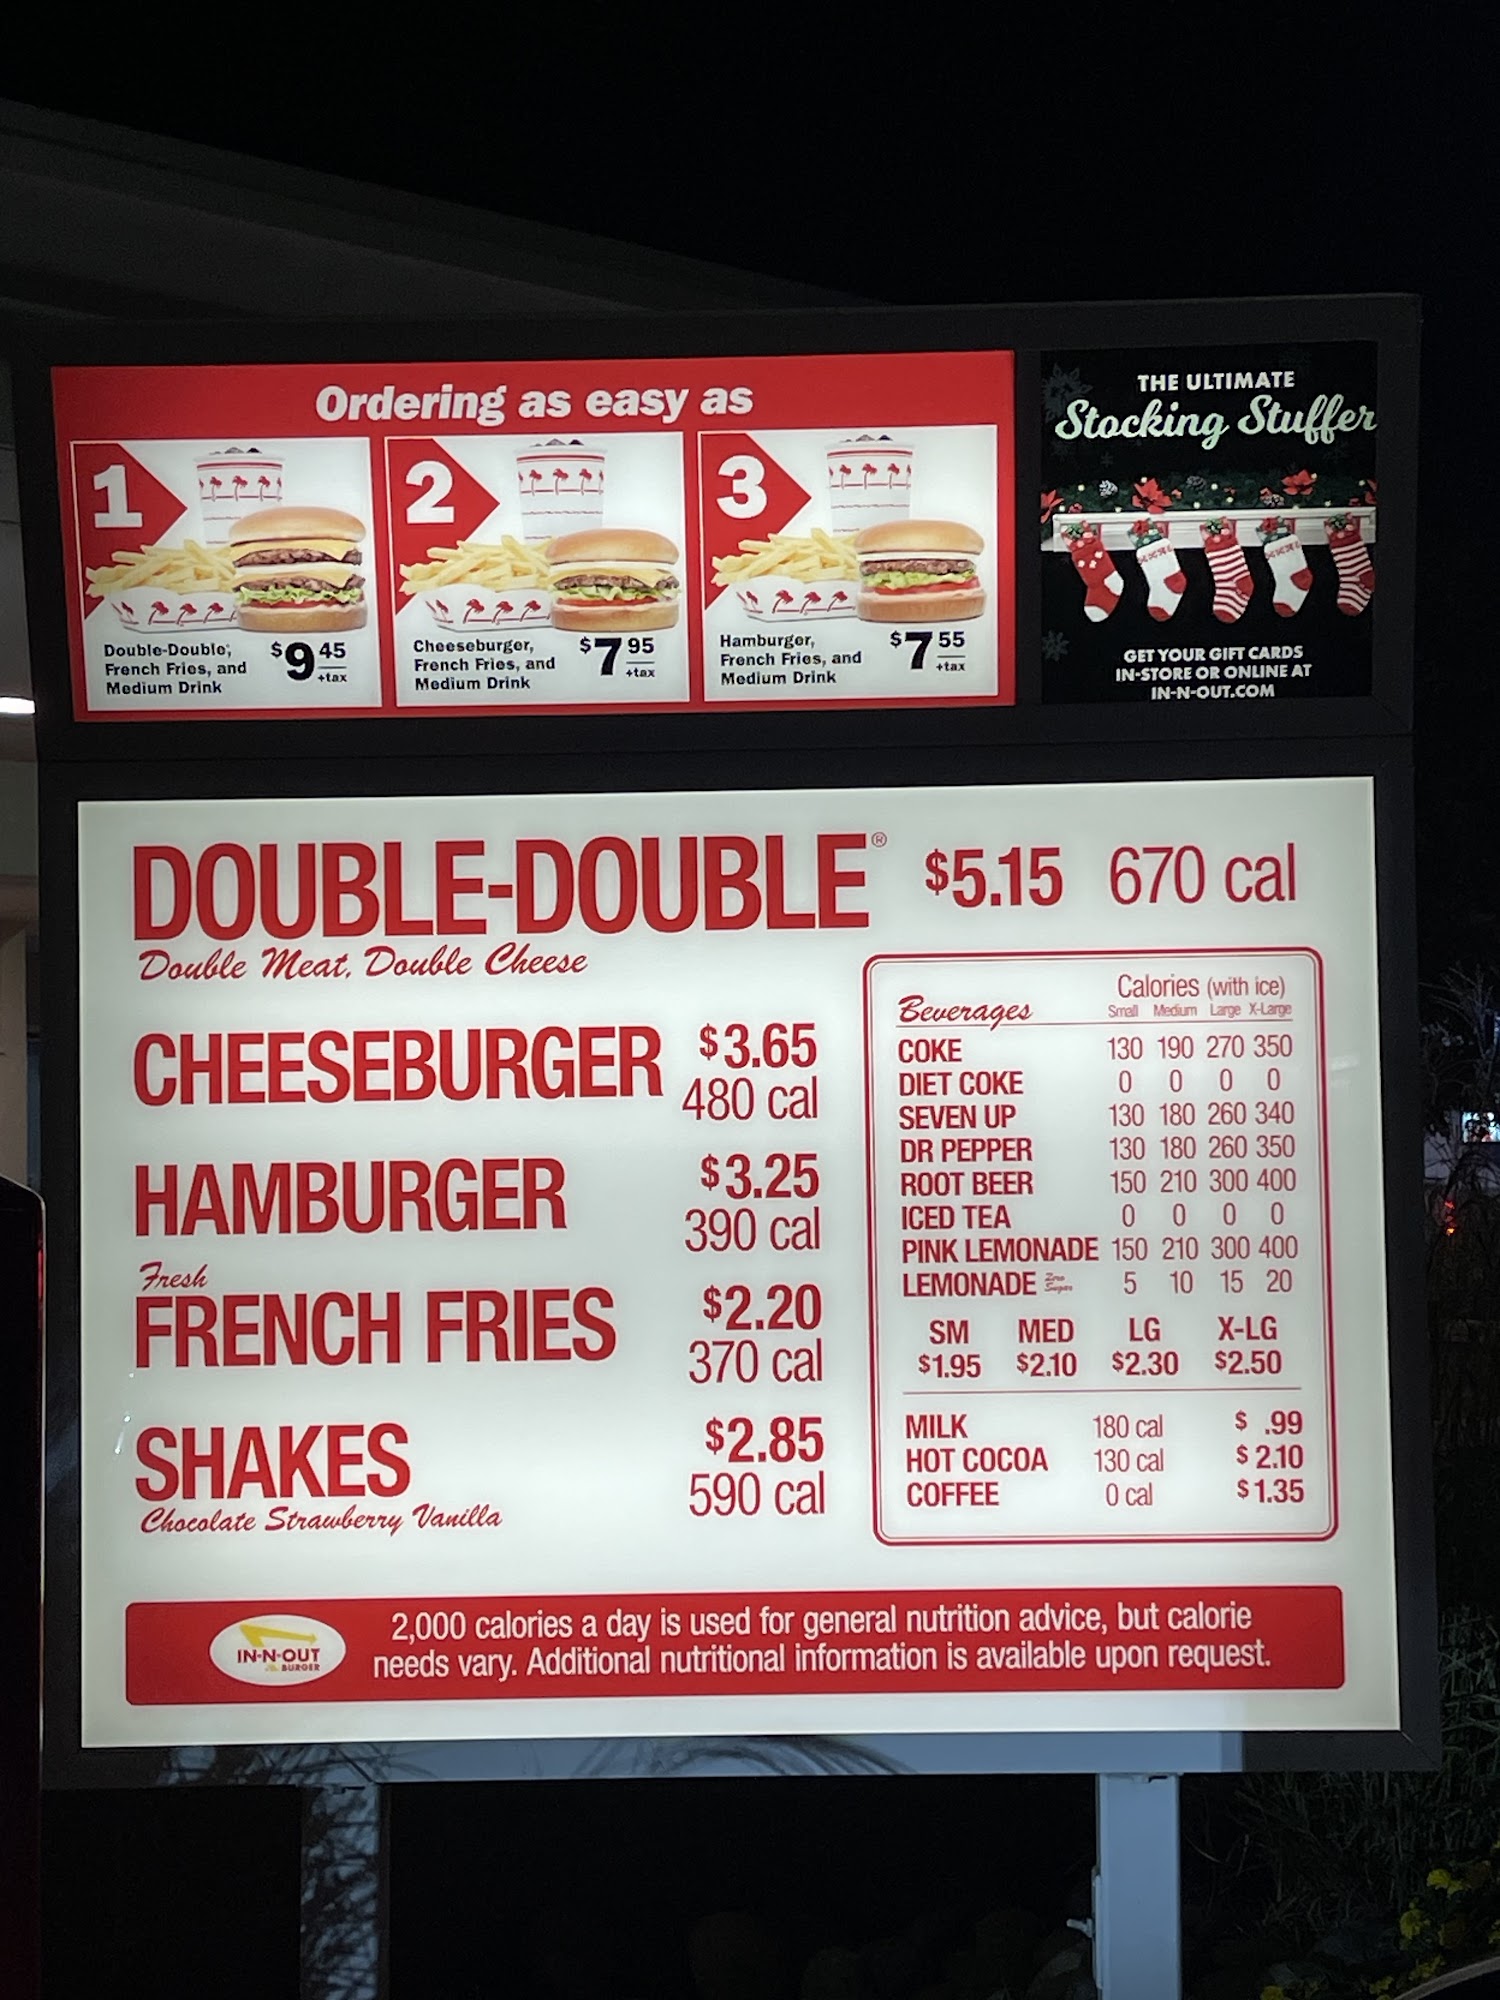 Ordering as easy as
1
Double-Double®,
French Fries, and
Medium Drink
$9 45
+tax
2
Cheeseburger,
French Fries, and
Medium Drink
$7 95
+tax
3
Hamburger,
French Fries, and
Medium Drink
$7 55
+tax
THE ULTIMATE
Stocking Stuffer
GET YOUR GIFT CARDS
IN-STORE OR ONLINE AT
IN-N-OUT.COM
DOUBLE-DOUBLE® $5.15 670 cal
Double Meat, Double Cheese
CHEESEBURGER $3.65
480 cal
HAMBURGER $3.25
390 cal
Fresh
FRENCH FRIES $2.20
370 cal
SHAKES $2.85
590 cal
Chocolate Strawberry Vanilla
Calories (with ice)
Beverages Small Medium Large X-Large
COKE 130 190 270 350
DIET COKE 0 0 0 0
SEVEN UP 130 180 260 340
DR PEPPER 130 180 260 350
ROOT BEER 150 210 300 400
ICED TEA 0 0 0 0
PINK LEMONADE 150 210 300 400
LEMONADE Zero Sugar 5 10 15 20
SM MED LG X-LG
$1.95 $2.10 $2.30 $2.50
MILK 180 cal $ .99
HOT COCOA 130 cal $2.10
COFFEE 0 cal $1.35
IN-N-OUT
BURGER
2,000 calories a day is used for general nutrition advice, but calorie
needs vary. Additional nutritional information is available upon request.